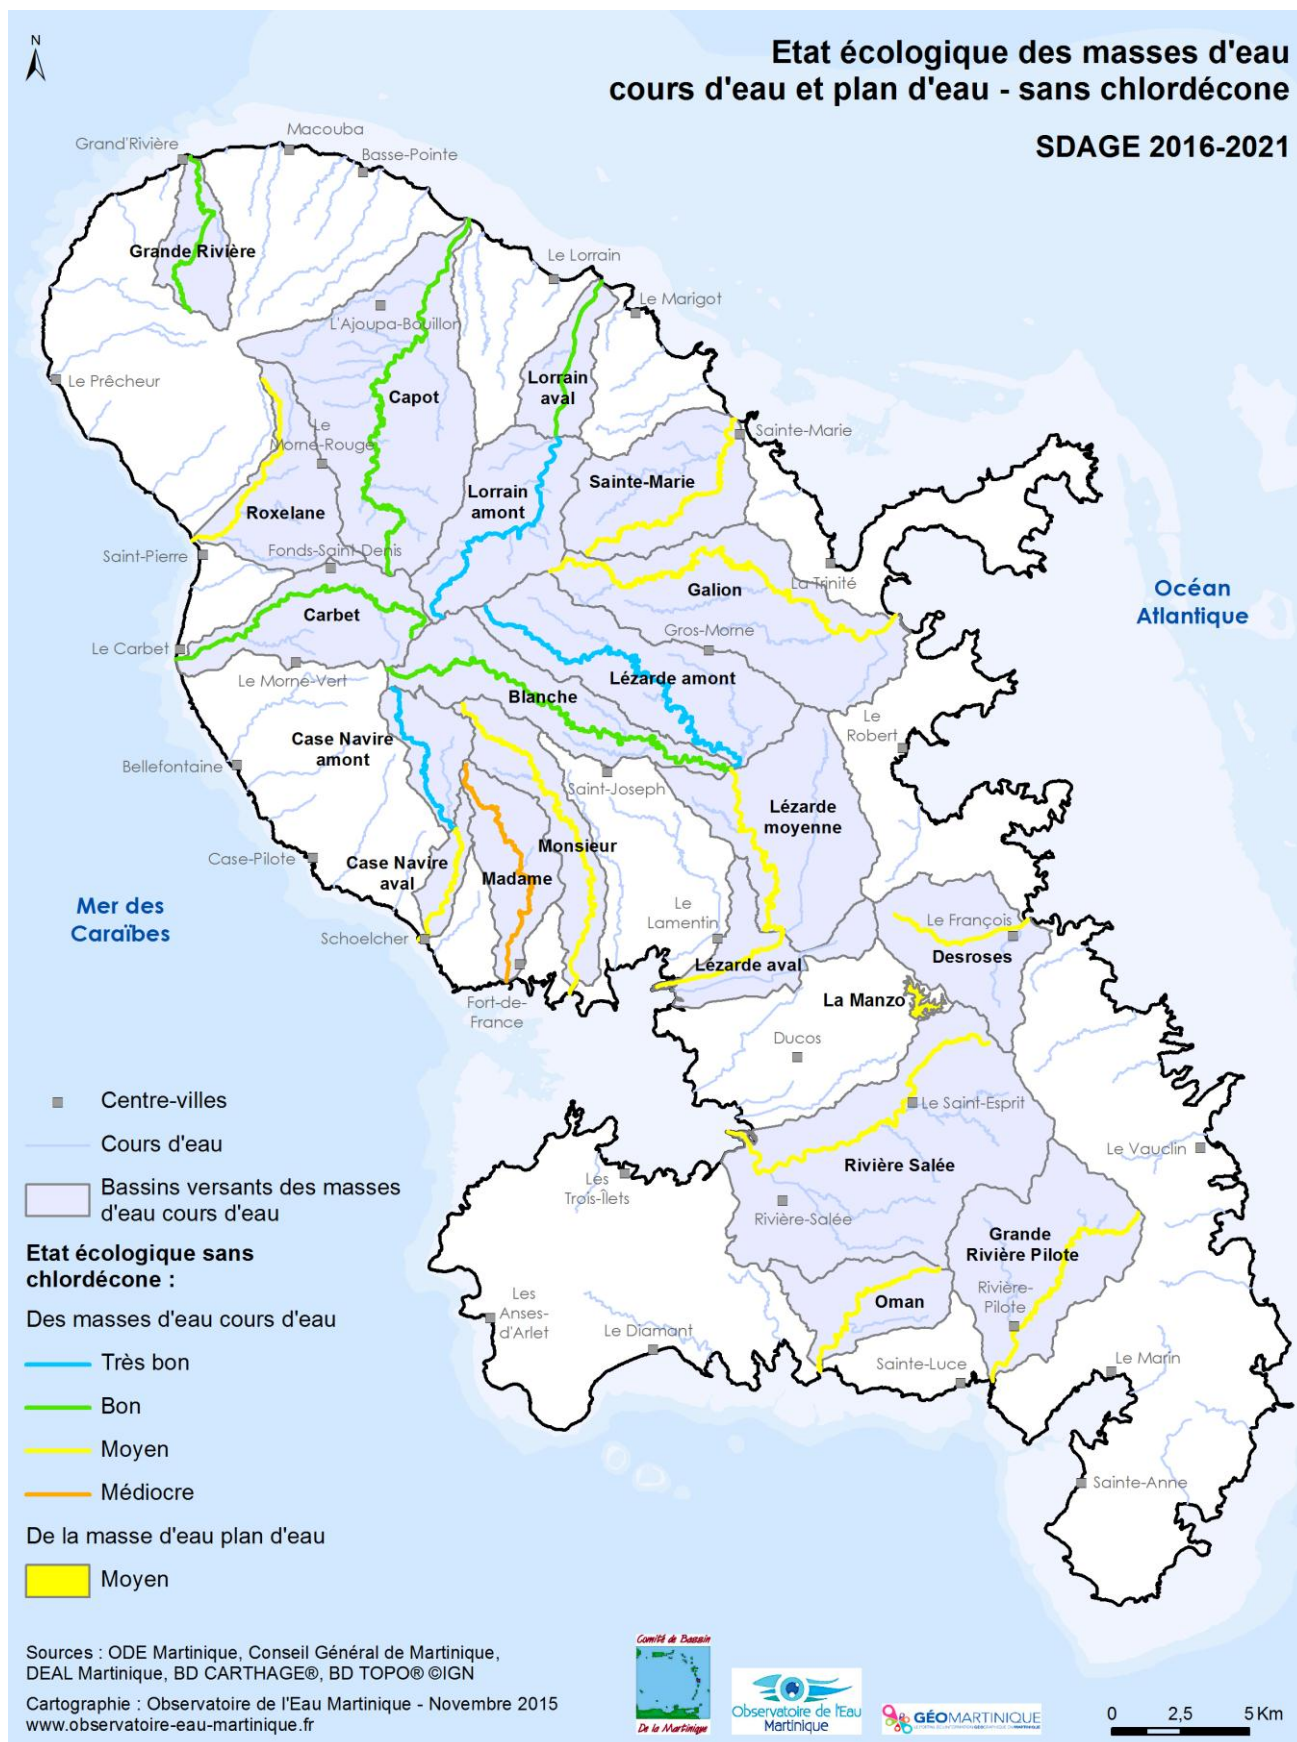 N
Etat écologique des masses d'eau
cours d'eau et plan d'eau - sans chlordécone
SDAGE 2016-2021
Macouba
Grand'Rivière
Basse-Pointe
Grande Rivière
Le Lorrain
Le Marigot
L'Ajoupa-Bouillon
Le Prêcheur
Lorrain
aval
Capot
Le
Morne-Rouge
Sainte-Marie
Sainte-Marie
Lorrain
amont
Roxelane
Saint-Pierre
Fonds-Saint-Denis
La Trinité
Galion
Océan
Atlantique
Carbet
Gros-Morne
Le Carbet
Le Morne-Vert
Lézarde amont
Blanche
Le
Robert
Case Navire
amont
Bellefontaine
Saint-Joseph
Lézarde
moyenne
Monsieur
Case-Pilote
Case Navire
aval
Madame
Mer des
Caraïbes
Le
Lamentin
Le François
Schoelcher
Desroses
Lézarde aval
La Manzo
Fort-de-
France
Ducos
Le Saint-Esprit
Le Vauclin
Rivière Salée
Les
Trois-Îlets
Rivière-Salée
Grande
Rivière Pilote
Rivière-
Pilote
Oman
Les
Anses-
d'Arlet
Le Diamant
Sainte-Luce
Le Marin
Sainte-Anne
Centre-villes
Cours d'eau
Bassins versants des masses
d'eau cours d'eau
Etat écologique sans
chlordécone :
Des masses d'eau cours d'eau
Très bon
Bon
Moyen
Médiocre
De la masse d'eau plan d'eau
Moyen
Sources : ODE Martinique, Conseil Général de Martinique,
DEAL Martinique, BD CARTHAGE®, BD TOPO® ©IGN
Cartographie : Observatoire de l'Eau Martinique - Novembre 2015
www.observatoire-eau-martinique.fr
Comité de Bassin
De la Martinique
Observatoire de l'Eau
Martinique
GÉOMARTINIQUE
0 2,5 5 Km